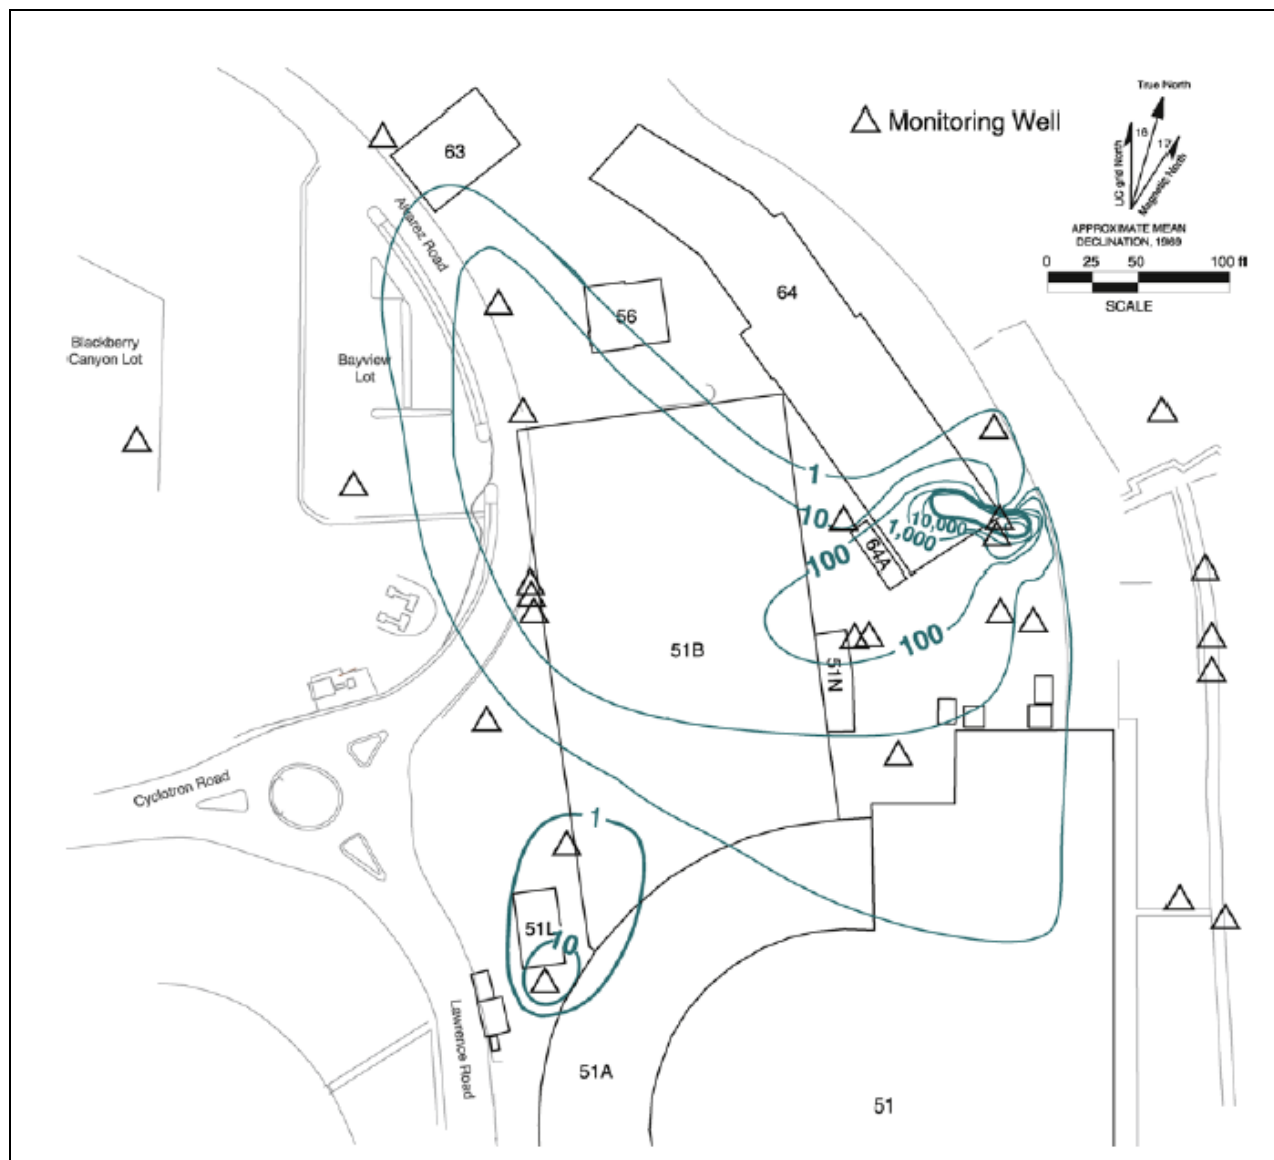 True North
Monitoring Well
16
17
UC grid North
Magnetic North
63
Alvarez Road
APPROXIMATE MEAN
DECLINATION, 1969
0 25 50 100 ft
SCALE
64
56
Blackberry
Canyon Lot
Bayview
Lot
1
10
10,000
1,000
100
64A
100
51B
51N
Cyclotron Road
1
51L
10
Lawrence Road
51A
51